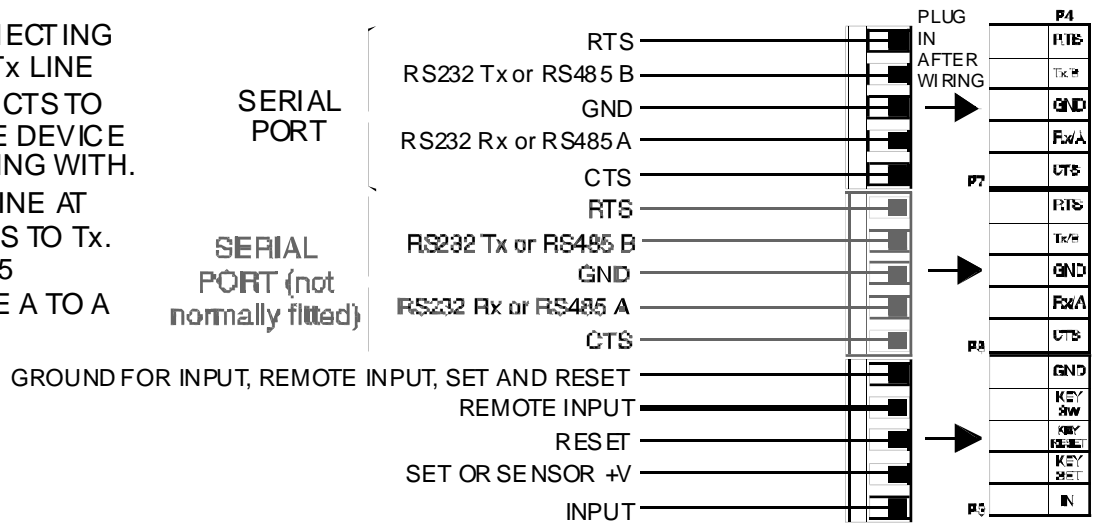 ECTING
Tx LINE
CTS TO
E DEVICE
ING WITH.
INE AT
S TO Tx.
5
E A TO A
SERIAL
PORT
RTS
RS232 Tx or RS485 B
GND
RS232 Rx or RS485 A
CTS
SERIAL
PORT (not
normally fitted)
RTS
RS232 Tx or RS485 B
GND
RS232 Rx or RS485 A
CTS
GROUND FOR INPUT, REMOTE INPUT, SET AND RESET
REMOTE INPUT
RESET
SET OR SENSOR +V
INPUT
PLUG
IN
AFTER
WIRING
P4
RTS
Tx/B
GND
Rx/A
CTS
P7
RTS
Tx/B
GND
Rx/A
CTS
GND
KEY
SW
KEY
RESET
KEY
SET
IN